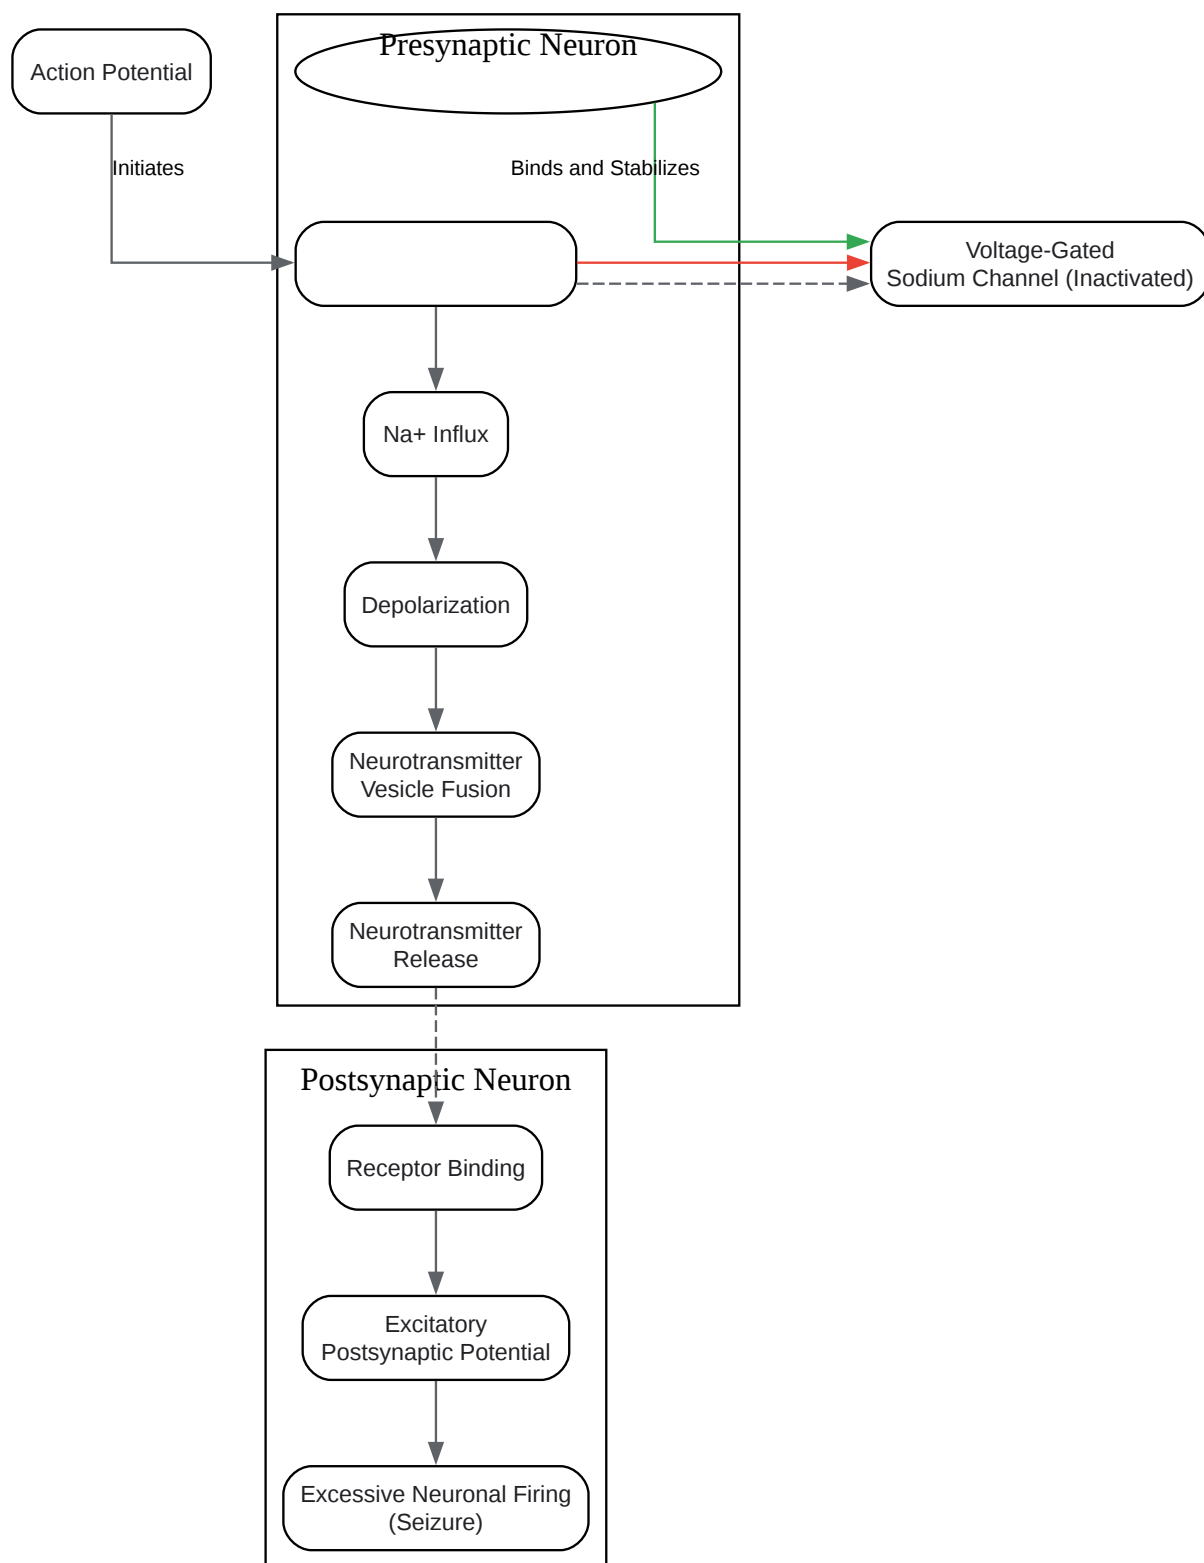 Presynaptic Neuron
Action Potential
Initiates
Binds and Stabilizes
Voltage-Gated
Sodium Channel (Inactivated)
Na+ Influx
Depolarization
Neurotransmitter
Vesicle Fusion
Neurotransmitter
Release
Postsynaptic Neuron
Receptor Binding
Excitatory
Postsynaptic Potential
Excessive Neuronal Firing
(Seizure)